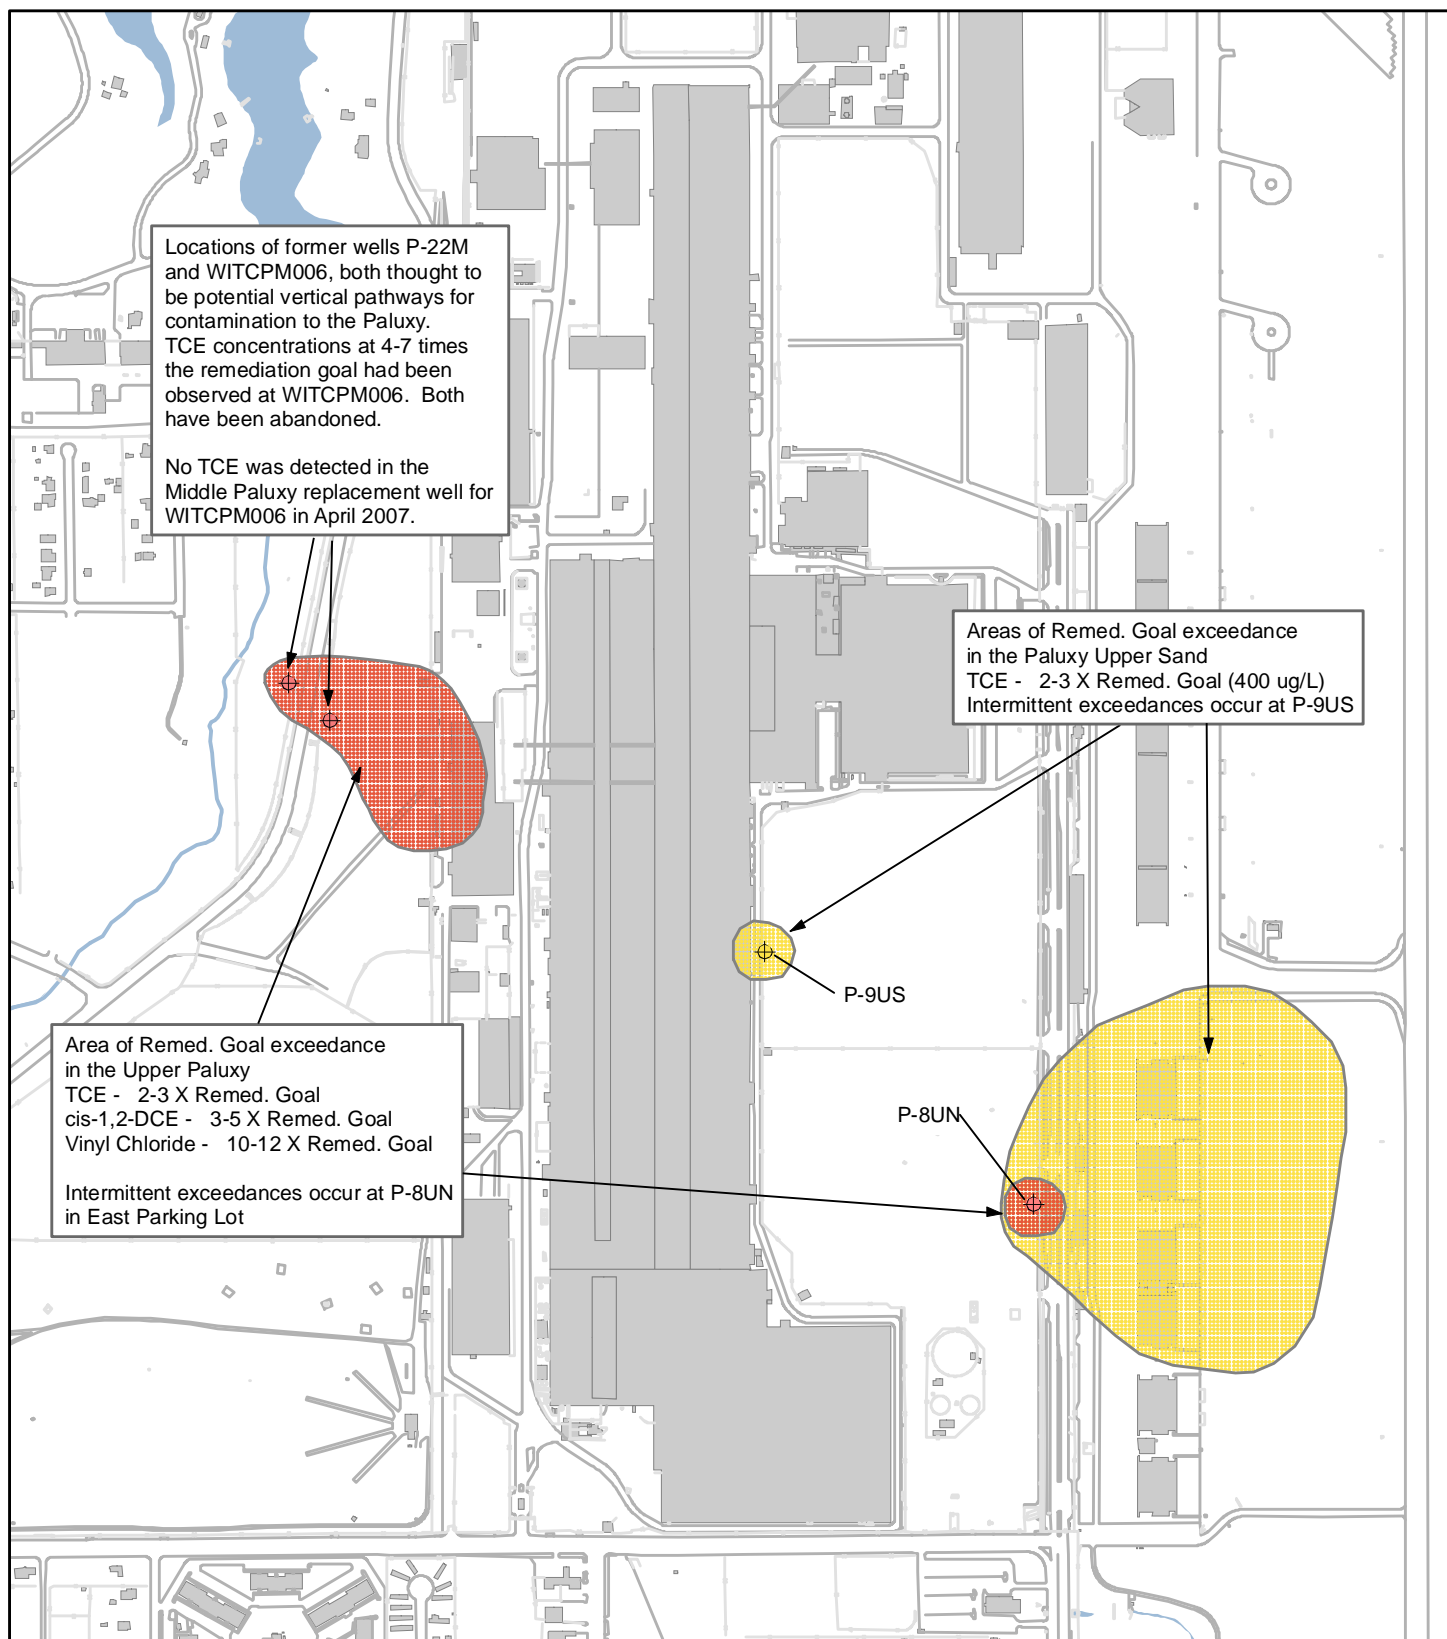 Locations of former wells P-22M
and WITCPM006, both thought to
be potential vertical pathways for
contamination to the Paluxy.
TCE concentrations at 4-7 times
the remediation goal had been
observed at WITCPM006.  Both
have been abandoned.
No TCE was detected in the
Middle Paluxy replacement well for
WITCPM006 in April 2007.
Areas of Remed. Goal exceedance
in the Paluxy Upper Sand
TCE -   2-3 X Remed. Goal (400 ug/L)
Intermittent exceedances occur at P-9US
P-9US
Area of Remed. Goal exceedance
in the Upper Paluxy
TCE -   2-3 X Remed. Goal
cis-1,2-DCE -   3-5 X Remed. Goal
Vinyl Chloride -   10-12 X Remed. Goal
Intermittent exceedances occur at P-8UN
in East Parking Lot
P-8UN